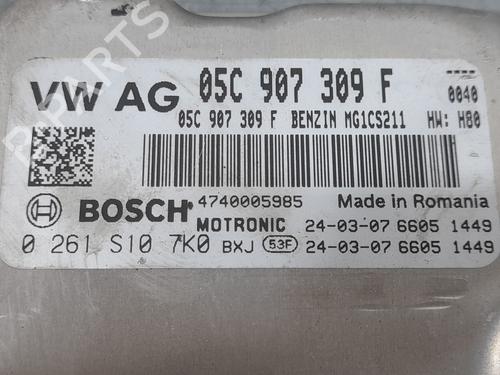 PARTS
VW AG 05C 907 309 F 0040
05C 907 309 F BENZIN MG1CS211 HW: H80
BOSCH 4740005985 Made in Romania
MOTRONIC 24-03-07 6605 1449
0 261 S10 7K0 BXJ 53F 24-03-07 6605 1449